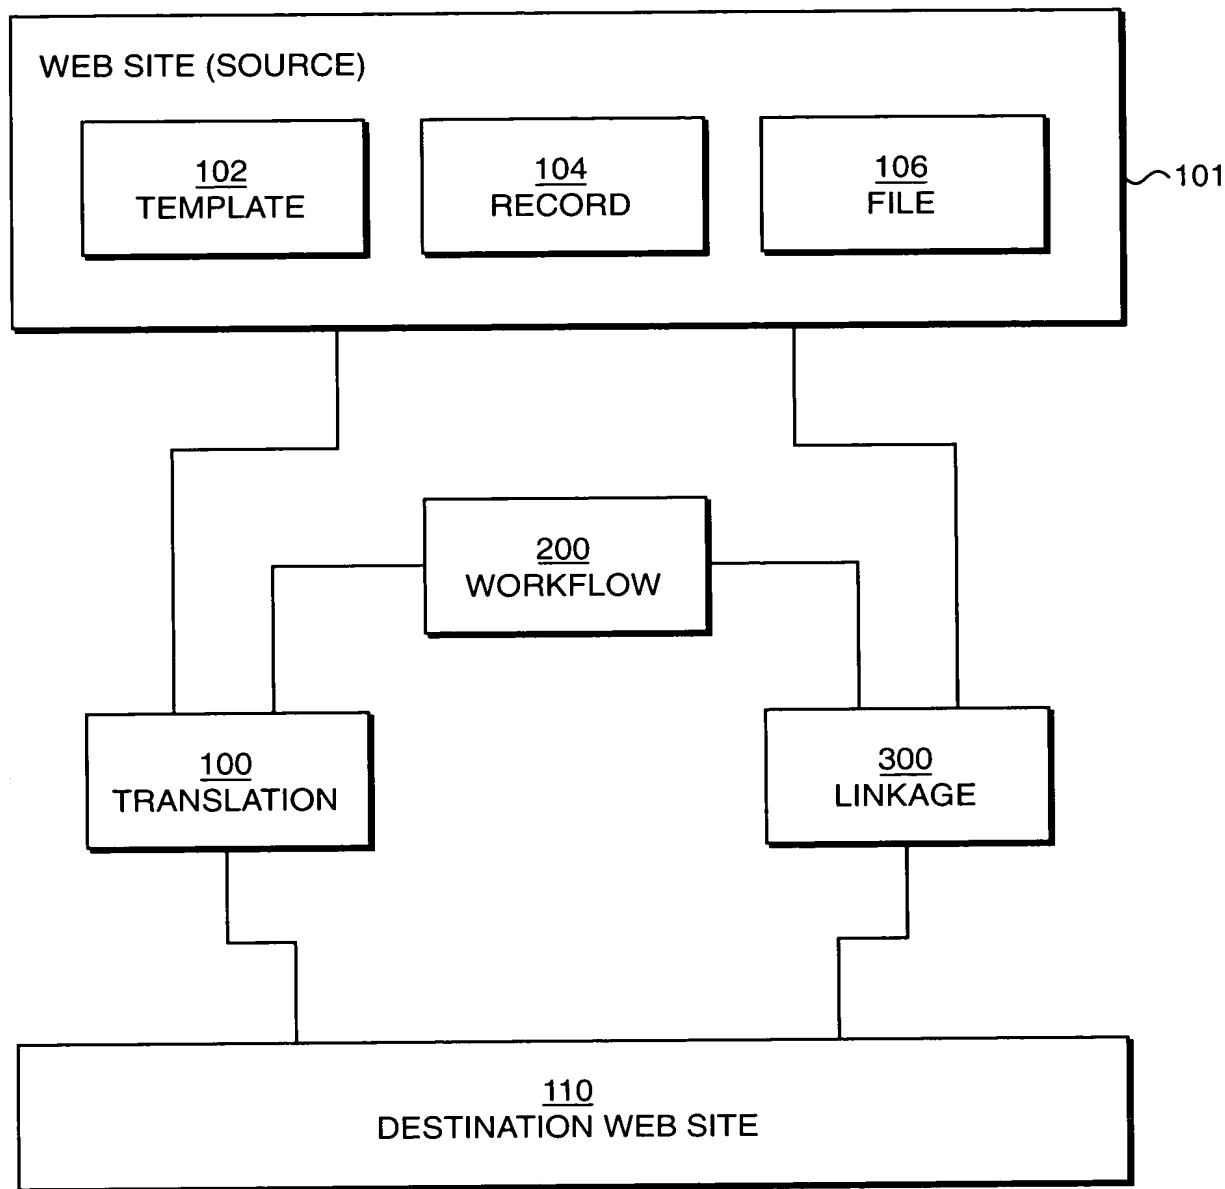 WEB SITE (SOURCE)
102
TEMPLATE
104
RECORD
106
FILE
101
200
WORKFLOW
100
TRANSLATION
300
LINKAGE
110
DESTINATION WEB SITE